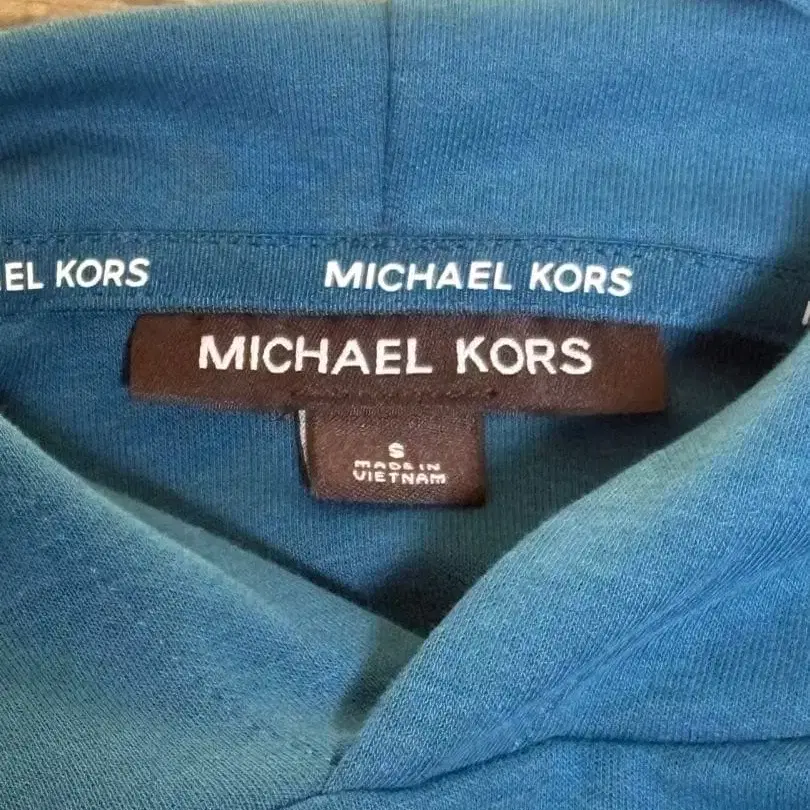 EL KORS MICHAEL KORS
MICHAEL KORS
S
MADE IN
VIETNAM